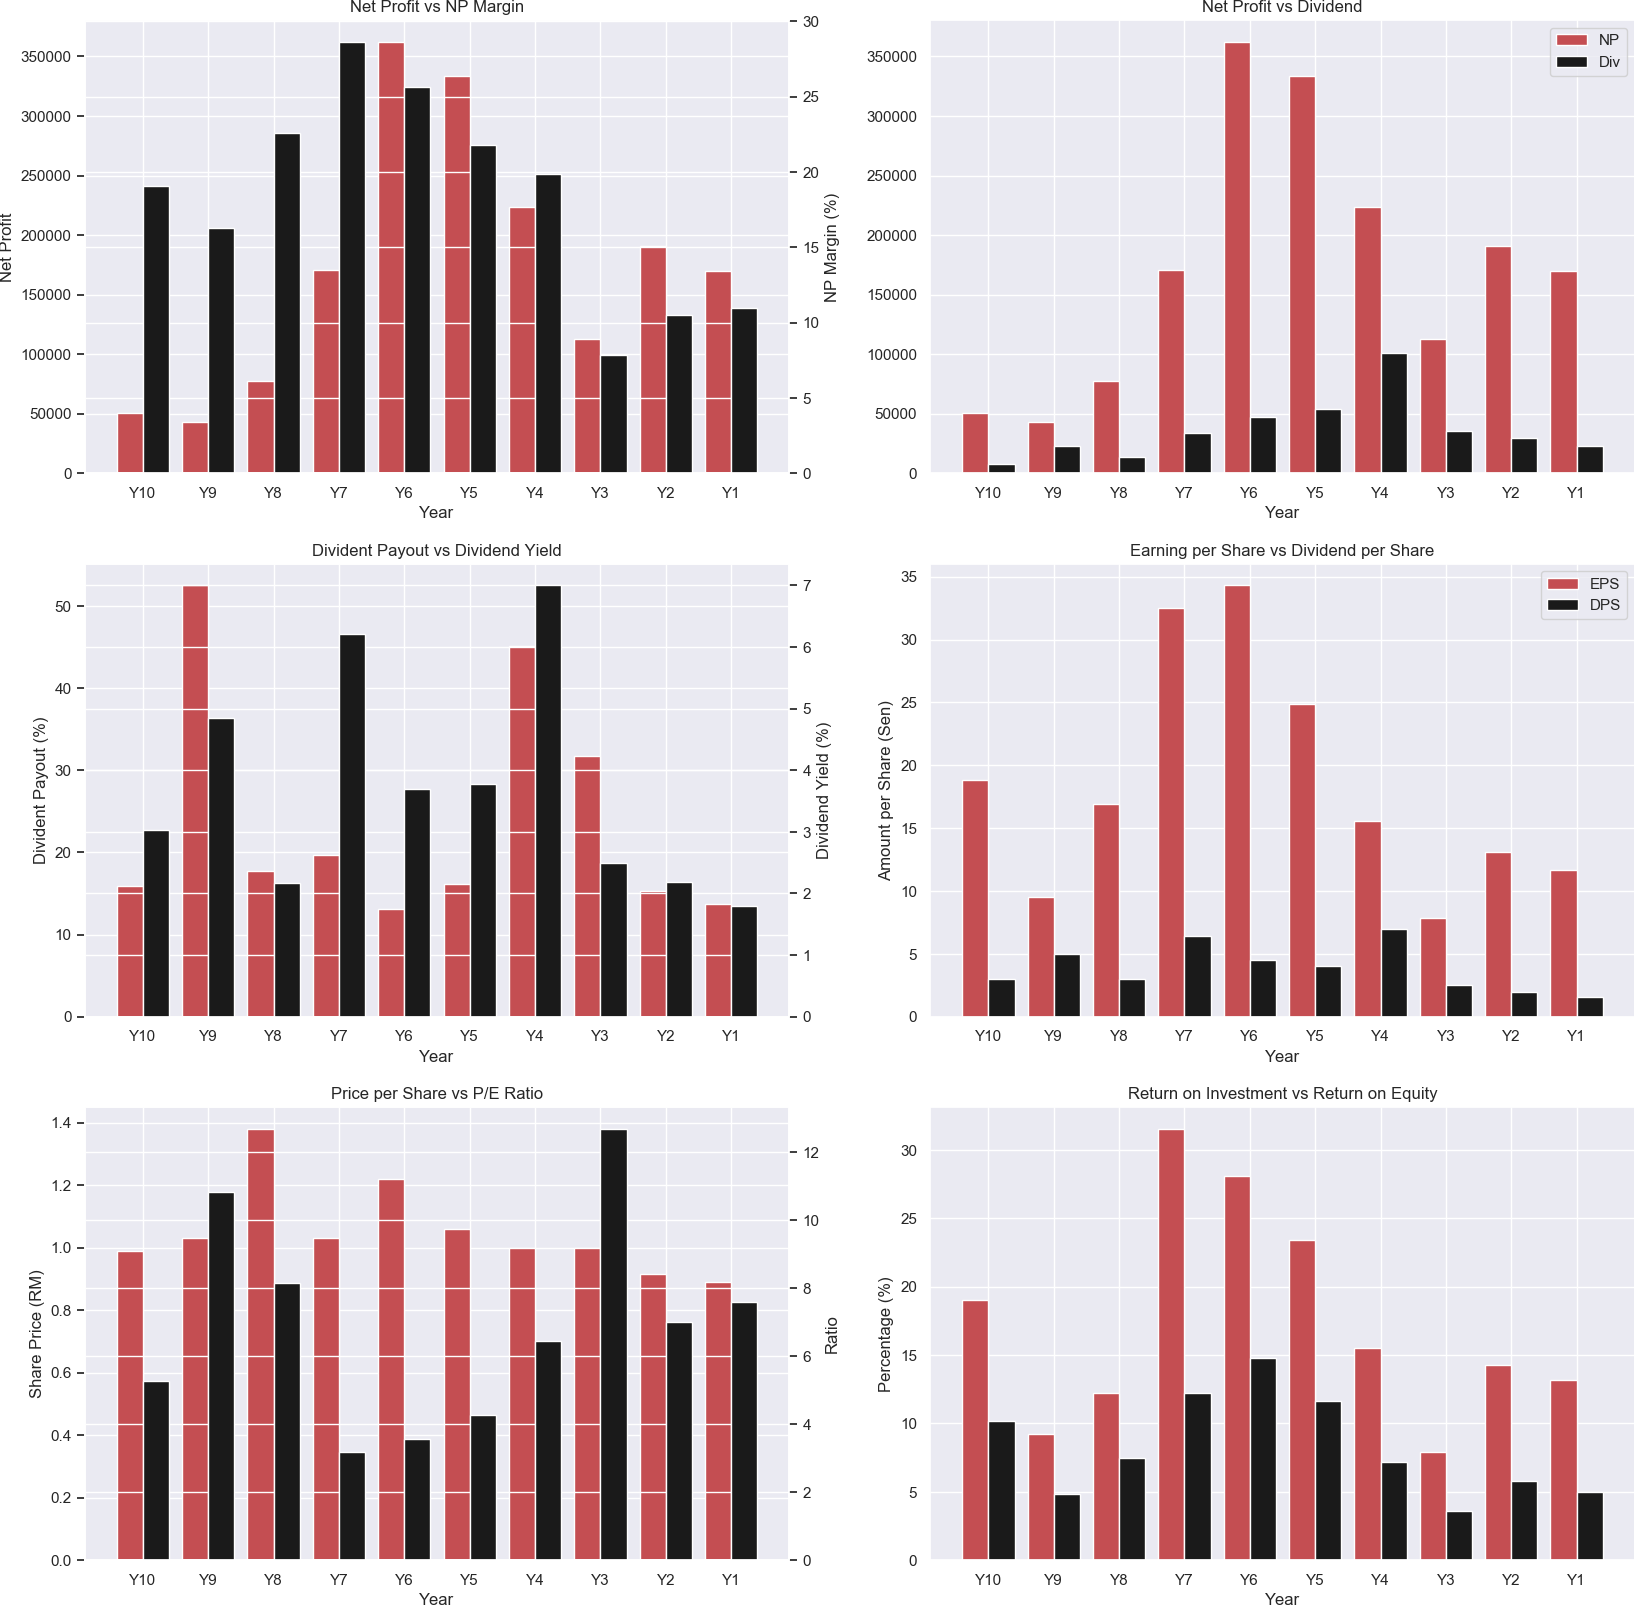 Net Profit vs NP Margin
Net Profit
350000
300000
250000
200000
150000
100000
50000
0
30
25
20
15
10
5
0
NP Margin (%)
Y10 Y9 Y8 Y7 Y6 Y5 Y4 Y3 Y2 Y1
Year
Net Profit vs Dividend
NP
Div
350000
300000
250000
200000
150000
100000
50000
0
Y10 Y9 Y8 Y7 Y6 Y5 Y4 Y3 Y2 Y1
Year
Divident Payout vs Dividend Yield
Divident Payout (%)
50
40
30
20
10
0
7
6
5
4
3
2
1
0
Dividend Yield (%)
Y10 Y9 Y8 Y7 Y6 Y5 Y4 Y3 Y2 Y1
Year
Earning per Share vs Dividend per Share
EPS
DPS
Amount per Share (Sen)
35
30
25
20
15
10
5
0
Y10 Y9 Y8 Y7 Y6 Y5 Y4 Y3 Y2 Y1
Year
Price per Share vs P/E Ratio
Share Price (RM)
1.4
1.2
1.0
0.8
0.6
0.4
0.2
0.0
12
10
8
6
4
2
0
Ratio
Y10 Y9 Y8 Y7 Y6 Y5 Y4 Y3 Y2 Y1
Year
Return on Investment vs Return on Equity
Percentage (%)
30
25
20
15
10
5
0
Y10 Y9 Y8 Y7 Y6 Y5 Y4 Y3 Y2 Y1
Year